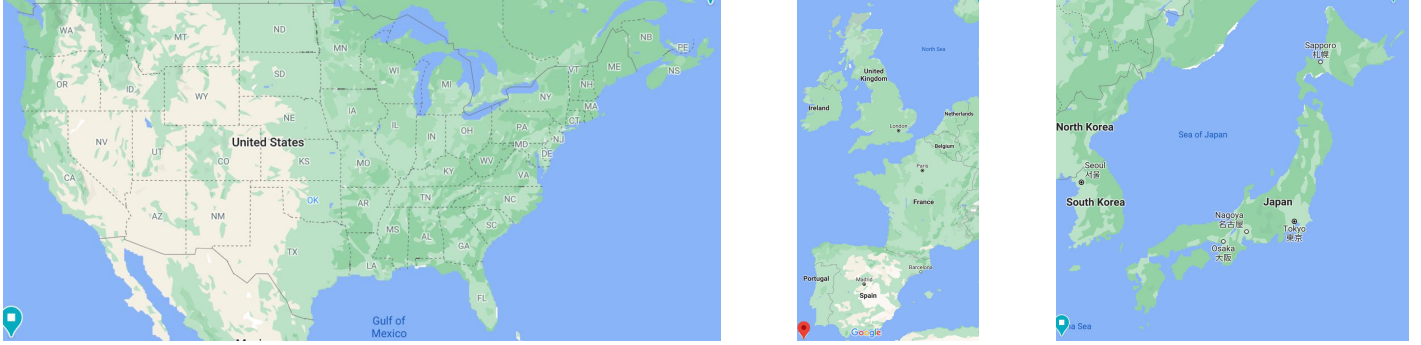 WA
MT
ND
MN
NB
PE
OR
ID
SD
WI
MI
VT
ME
NS
WY
NH
NY
MA
IA
NE
CT
NV
UT
United States
IL
IN
OH
PA
NJ
CO
KS
MO
WV
MD
DE
CA
KY
VA
OK
AZ
NM
AR
TN
NC
MS
AL
SC
GA
TX
LA
FL
Gulf of
Mexico
North Sea
United
Kingdom
Ireland
London
Netherlands
Belgium
Paris
France
Portugal
Madrid
Barcelona
Spain
Google
Sapporo
札幌
North Korea
Sea of Japan
Seoul
서울
South Korea
Japan
Nagoya
名古屋
Tokyo
東京
Osaka
大阪
Sea